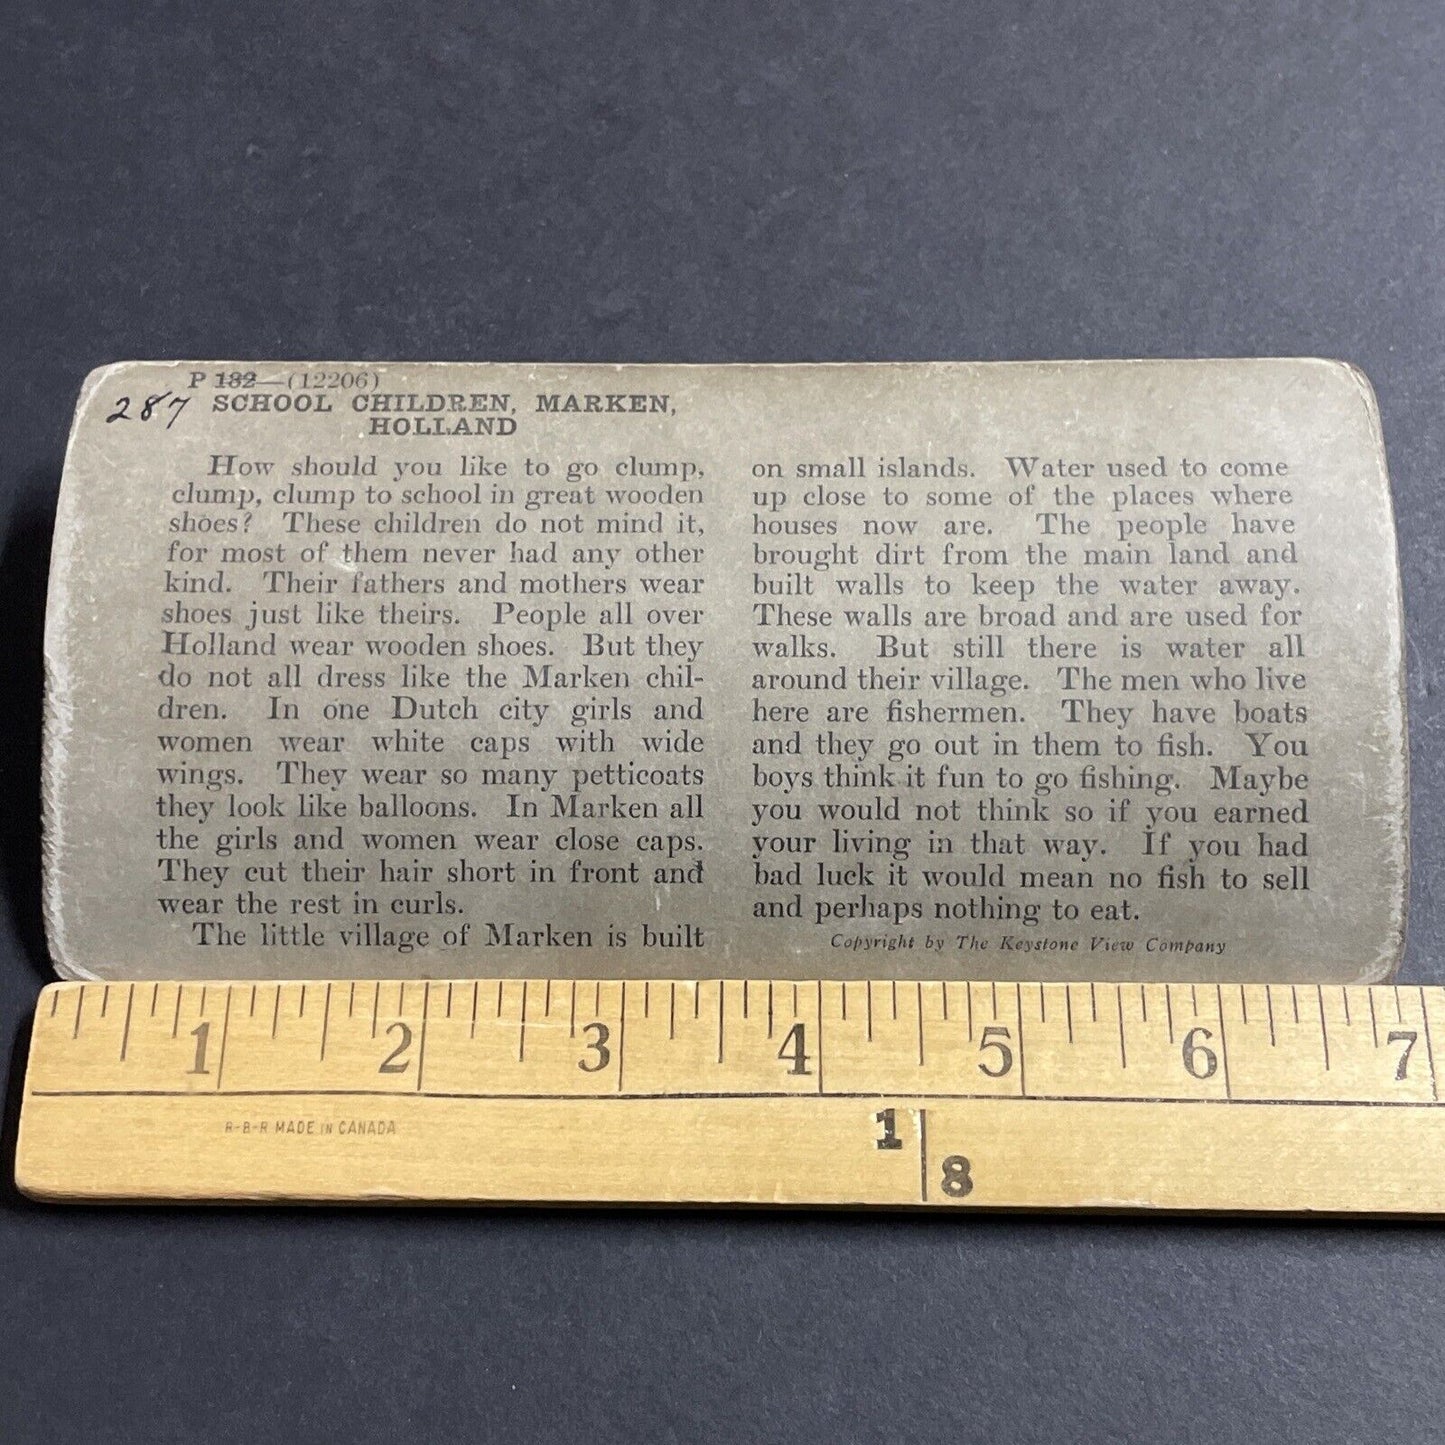 P 182—(12206)
287 SCHOOL CHILDREN, MARKEN,
HOLLAND
How should you like to go clump,
clump, clump to school in great wooden
shoes? These children do not mind it,
for most of them never had any other
kind. Their fathers and mothers wear
shoes just like theirs. People all over
Holland wear wooden shoes. But they
do not all dress like the Marken chil-
dren. In one Dutch city girls and
women wear white caps with wide
wings. They wear so many petticoats
they look like balloons. In Marken all
the girls and women wear close caps.
They cut their hair short in front and
wear the rest in curls.
The little village of Marken is built
on small islands. Water used to come
up close to some of the places where
houses now are. The people have
brought dirt from the main land and
built walls to keep the water away.
These walls are broad and are used for
walks. But still there is water all
around their village. The men who live
here are fishermen. They have boats
and they go out in them to fish. You
boys think it fun to go fishing. Maybe
you would not think so if you earned
your living in that way. If you had
bad luck it would mean no fish to sell
and perhaps nothing to eat.
Copyright by The Keystone View Company
1 2 3 4 5 6 7
R-B-R MADE IN CANADA
1
8